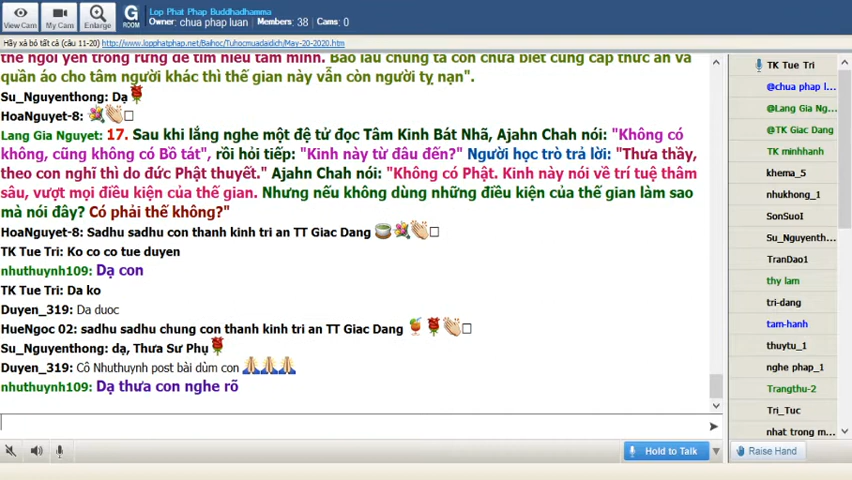 View Cam
My Cams
Enlarge
G
ROOM
Lop Phat Phap Buddhadhamma
Owner: chua phap luan Members: 38 Cams: 0
Hãy xả bỏ tất cả (câu 11-20) http://www.lopphatphap.net/Baihoc/Tuhocmuadaidich/May-20-2020.htm
thể ngồi yên trong rừng để tìm hiểu tâm mình. Bao lâu chúng ta còn chưa biết cung cấp thức ăn và
quần áo cho tâm người khác thì thế gian này vẫn còn người tỵ nạn".
Su_Nguyenthong: Dạ
HoaNguyet-8:
Lang Gia Nguyet: 17. Sau khi lắng nghe một đệ tử đọc Tâm Kinh Bát Nhã, Ajahn Chah nói: "Không có
không, cũng không có Bồ tát", rồi hỏi tiếp: "Kinh này từ đâu đến?" Người học trò trả lời: "Thưa thầy,
theo con nghĩ thì do đức Phật thuyết." Ajahn Chah nói: "Không có Phật. Kinh này nói về trí tuệ thâm
sâu, vượt mọi điều kiện của thế gian. Nhưng nếu không dùng những điều kiện của thế gian làm sao
mà nói đây? Có phải thế không?"
HoaNguyet-8: Sadhu sadhu con thanh kinh tri an TT Giac Dang
TK Tue Tri: Ko co co tue duyen
nhuthuynh109: Dạ con
TK Tue Tri: Da ko
Duyen_319: Da duoc
HueNgoc 02: sadhu sadhu chung con thanh kinh tri an TT Giac Dang
Su_Nguyenthong: dạ, Thưa Sư Phụ
Duyen_319: Cô Nhuthuynh post bài dùm con
nhuthuynh109: Dạ thưa con nghe rõ
Hold to Talk
TK Tue Tri
@chua phap l...
@Lang Gia Ng...
@TK Giac Dang
TK minhhanh
khema_5
nhukhong_1
SonSuoI
Su_Nguyenth...
TranDao1
thy lam
tri-dang
tam-hanh
thuytu_1
nghe phap_1
Trangthu-2
Tri_Tuc
nhat trong m...
Raise Hand